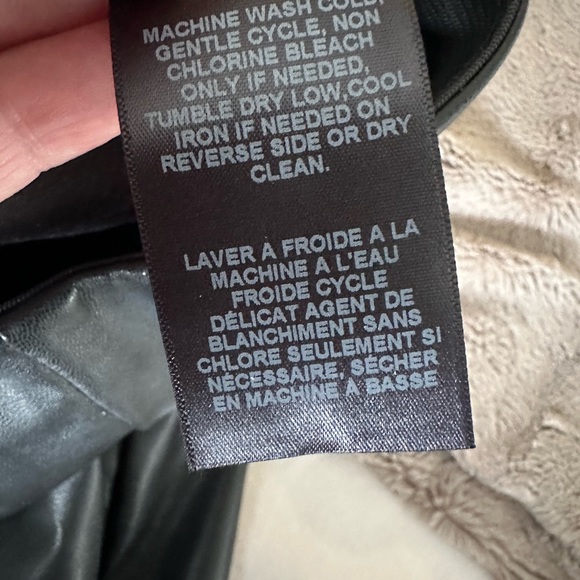 MACHINE WASH COLD,
GENTLE CYCLE, NON
CHLORINE BLEACH
ONLY IF NEEDED,
TUMBLE DRY LOW,COOL
IRON IF NEEDED ON
REVERSE SIDE OR DRY
CLEAN.
LAVER A FROIDE A LA
MACHINE A L'EAU
FROIDE CYCLE
DÉLICAT AGENT DE
BLANCHIMENT SANS
CHLORE SEULEMENT SI
NÉCESSAIRE, SÉCHER
EN MACHINE A BASSE